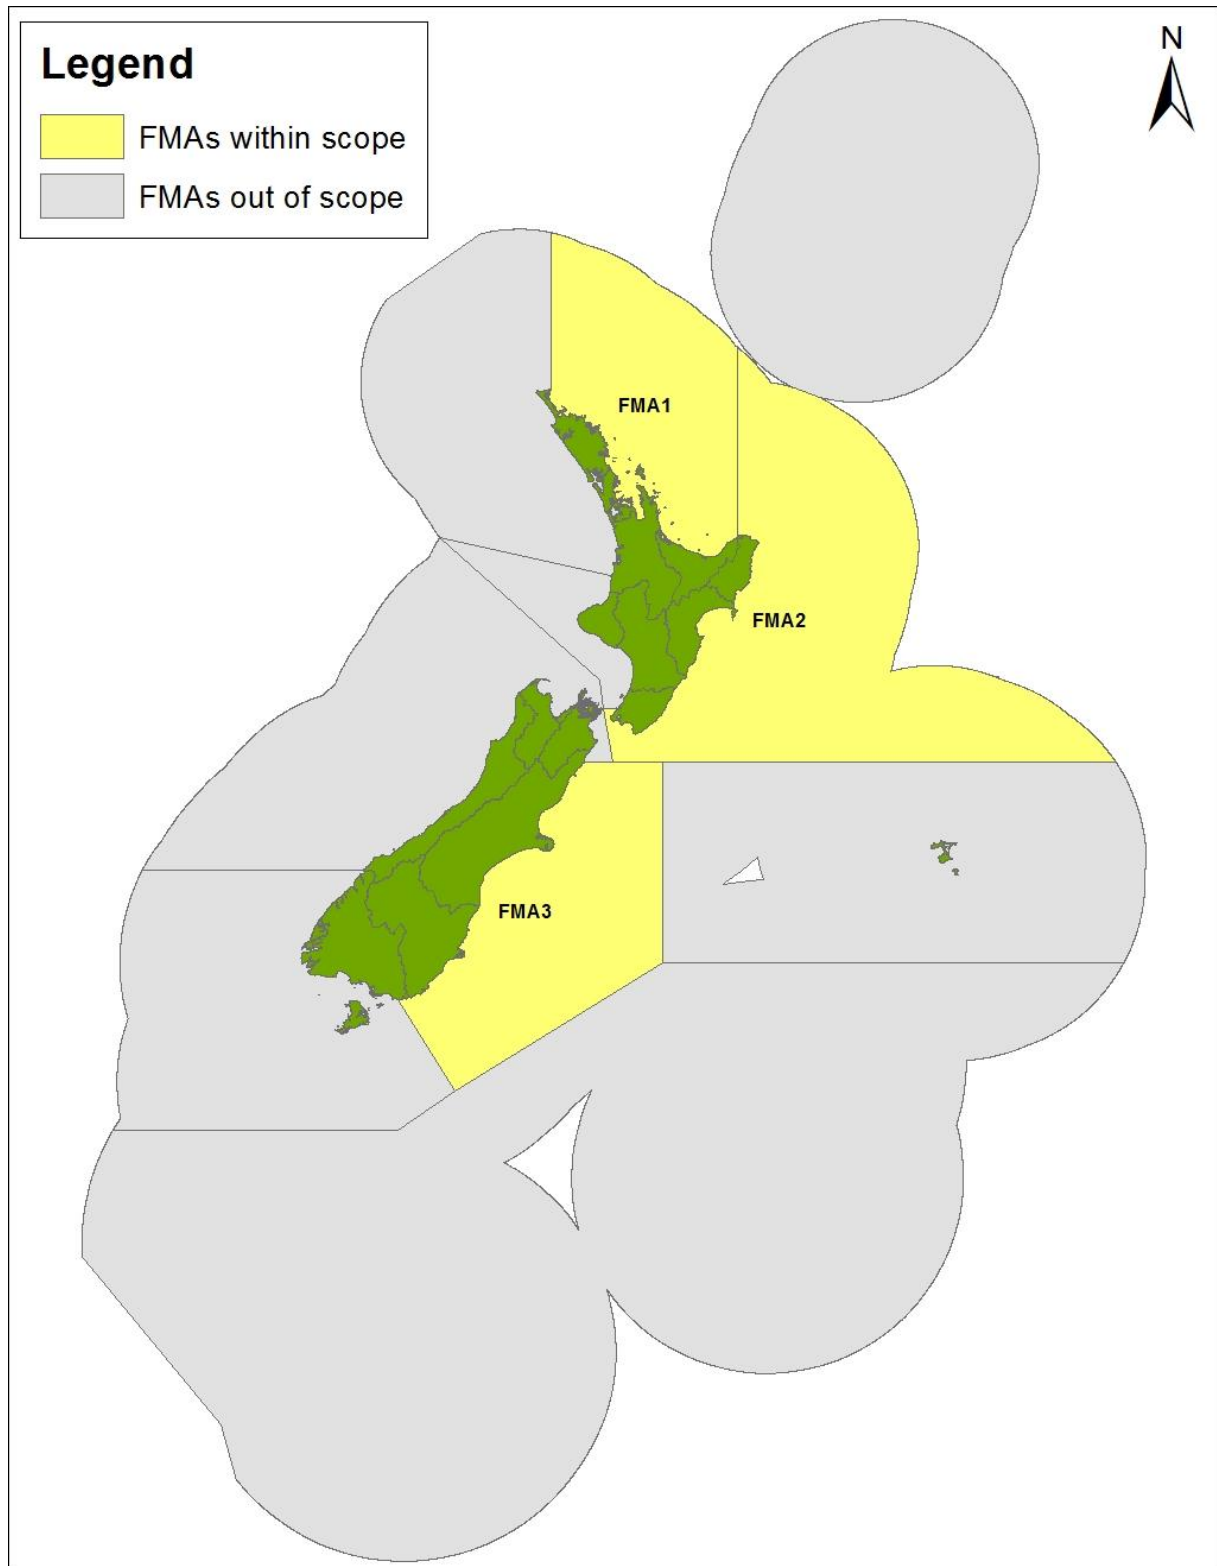 Legend
FMAs within scope
FMAs out of scope
N
FMA1
FMA2
FMA3